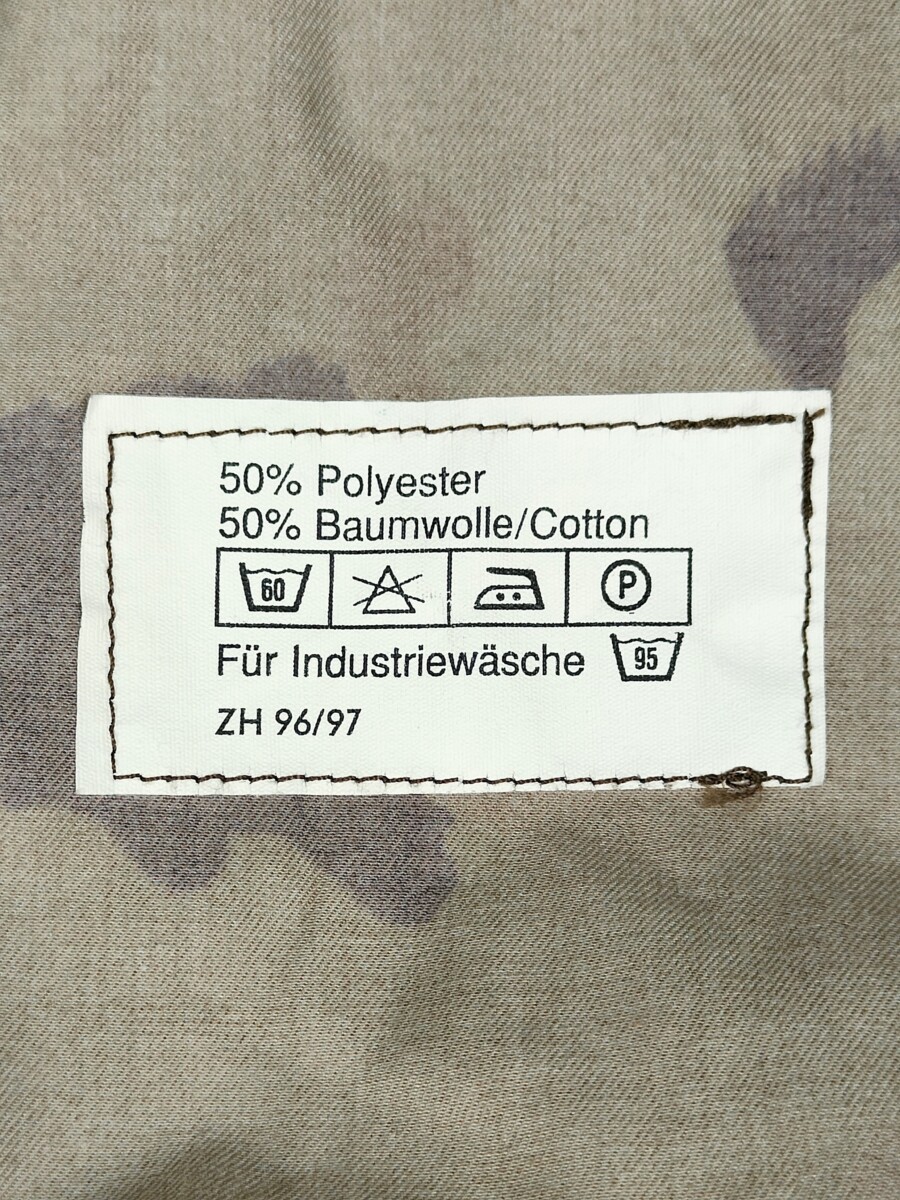 50% Polyester
50% Baumwolle/Cotton
60 P
Für Industriewäsche 95
ZH 96/97